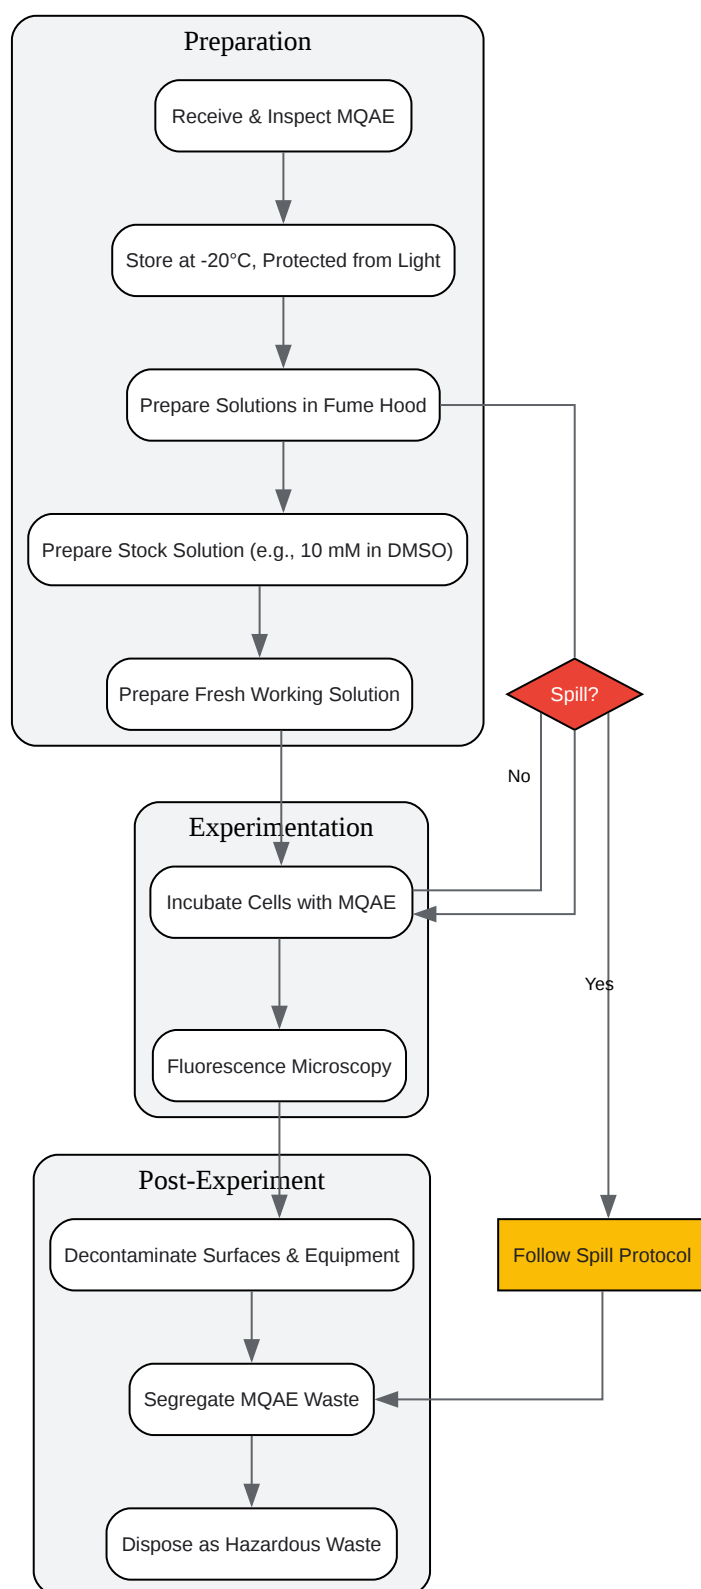 Preparation
Receive & Inspect MQAE
Store at -20°C, Protected from Light
Prepare Solutions in Fume Hood
Prepare Stock Solution (e.g., 10 mM in DMSO)
Prepare Fresh Working Solution
Spill?
No
Experimentation
Incubate Cells with MQAE
Yes
Fluorescence Microscopy
Post-Experiment
Decontaminate Surfaces & Equipment
Follow Spill Protocol
Segregate MQAE Waste
Dispose as Hazardous Waste